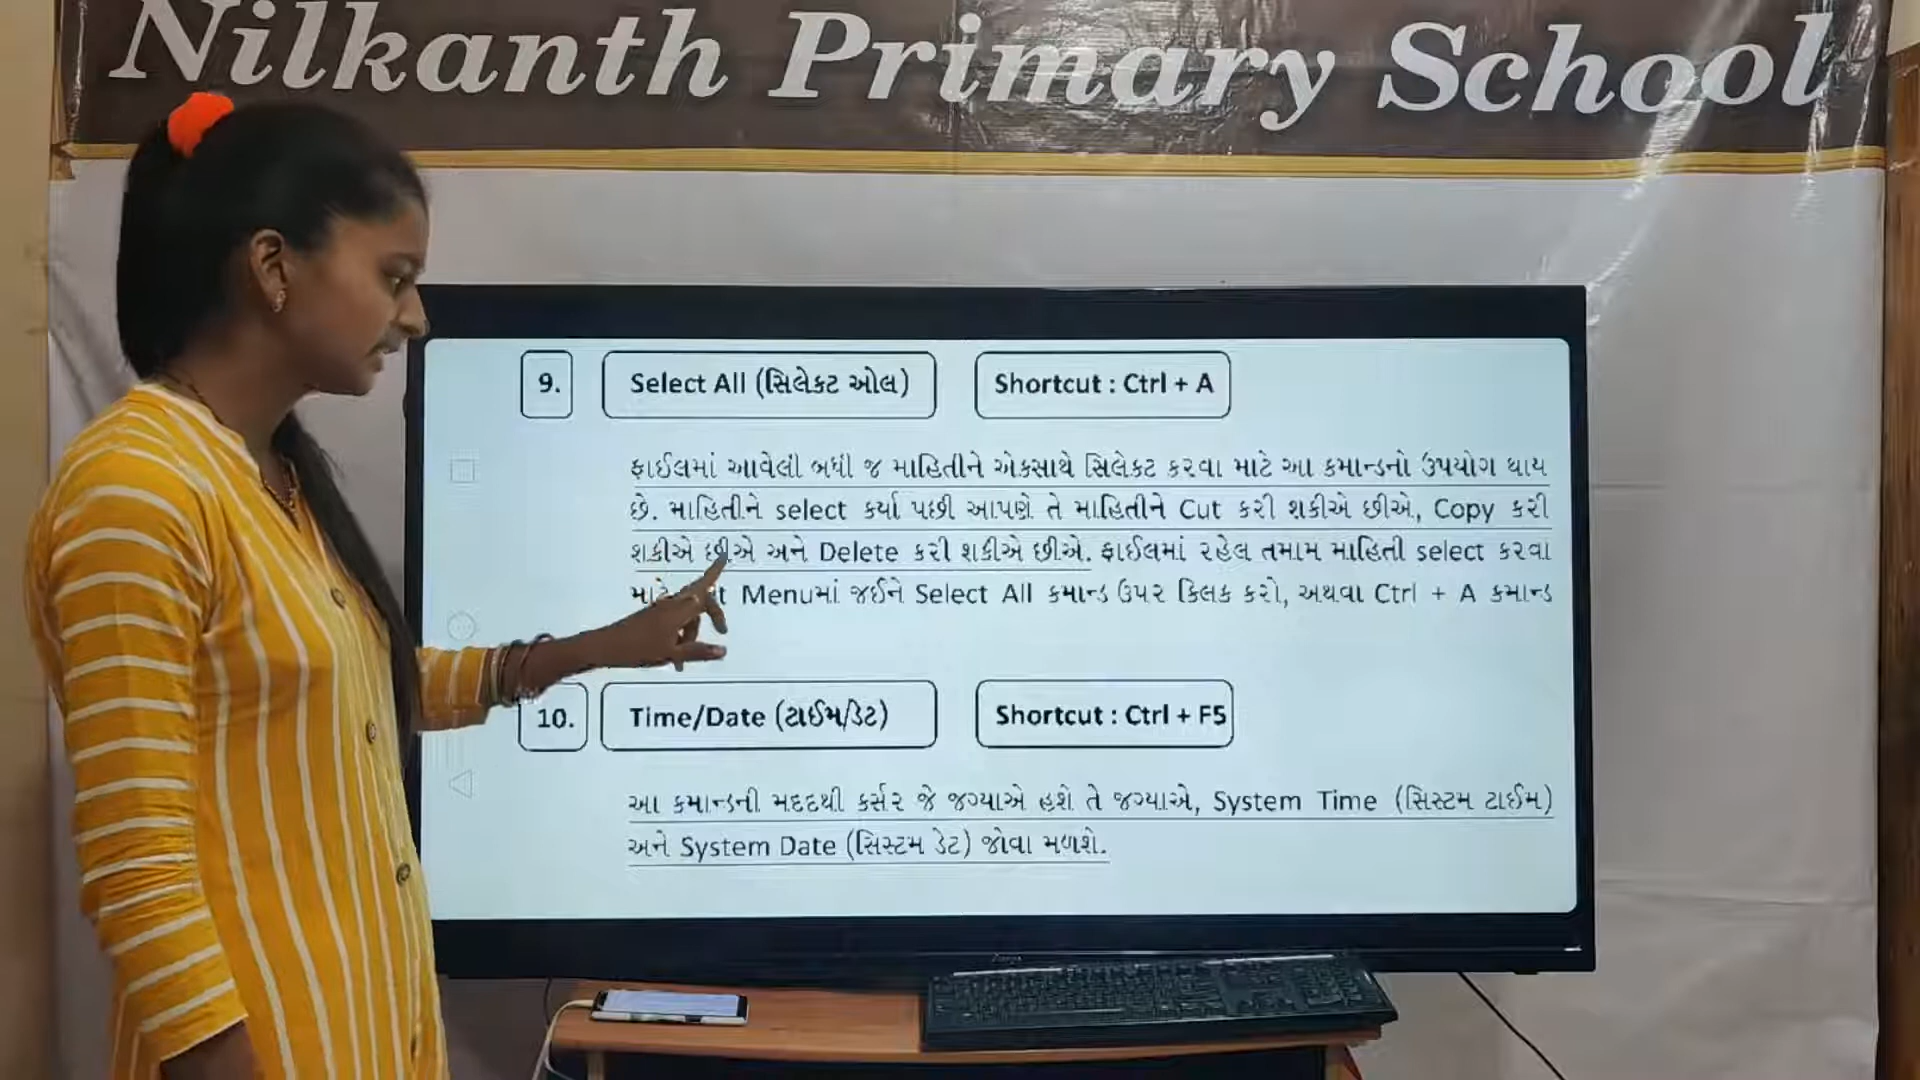 Nilkanth Primary School
9. Select All (સિલેક્ટ ઓલ) Shortcut : Ctrl + A
ફાઈલમાં આવેલી બધી જ માહિતીને એકસાથે સિલેક્ટ કરવા માટે આ કમાન્ડનો ઉપયોગ થાય
છે. માહિતીને select કર્યા પછી આપણે તે માહિતીને Cut કરી શકીએ છીએ, Copy કરી
શકીએ છીએ અને Delete કરી શકીએ છીએ. ફાઈલમાં રહેલ તમામ માહિતી select કરવા
માટે Menuમાં જઈને Select All કમાન્ડ ઉપર ક્લિક કરો, અથવા Ctrl + A કમાન્ડ
10. Time/Date (ટાઈમ/ડેટ) Shortcut : Ctrl + F5
આ કમાન્ડની મદદથી કર્સર જે જગ્યાએ હશે તે જગ્યાએ, System Time (સિસ્ટમ ટાઈમ)
અને System Date (સિસ્ટમ ડેટ) જોવા મળશે.